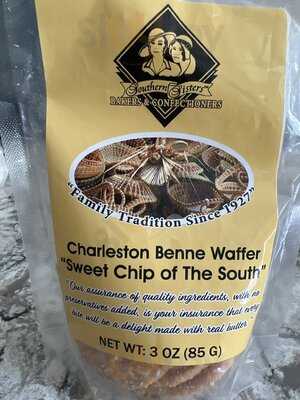 Southern Sisters
BAKERS & CONFECTIONERS
"Family Tradition Since 1927"
Charleston Benne Waffer
"Sweet Chip of The South"
"Our assurance of quality ingredients, with no
preservatives added, is your insurance that every
bite will be a delight made with real butter.
NET WT: 3 OZ (85 G)